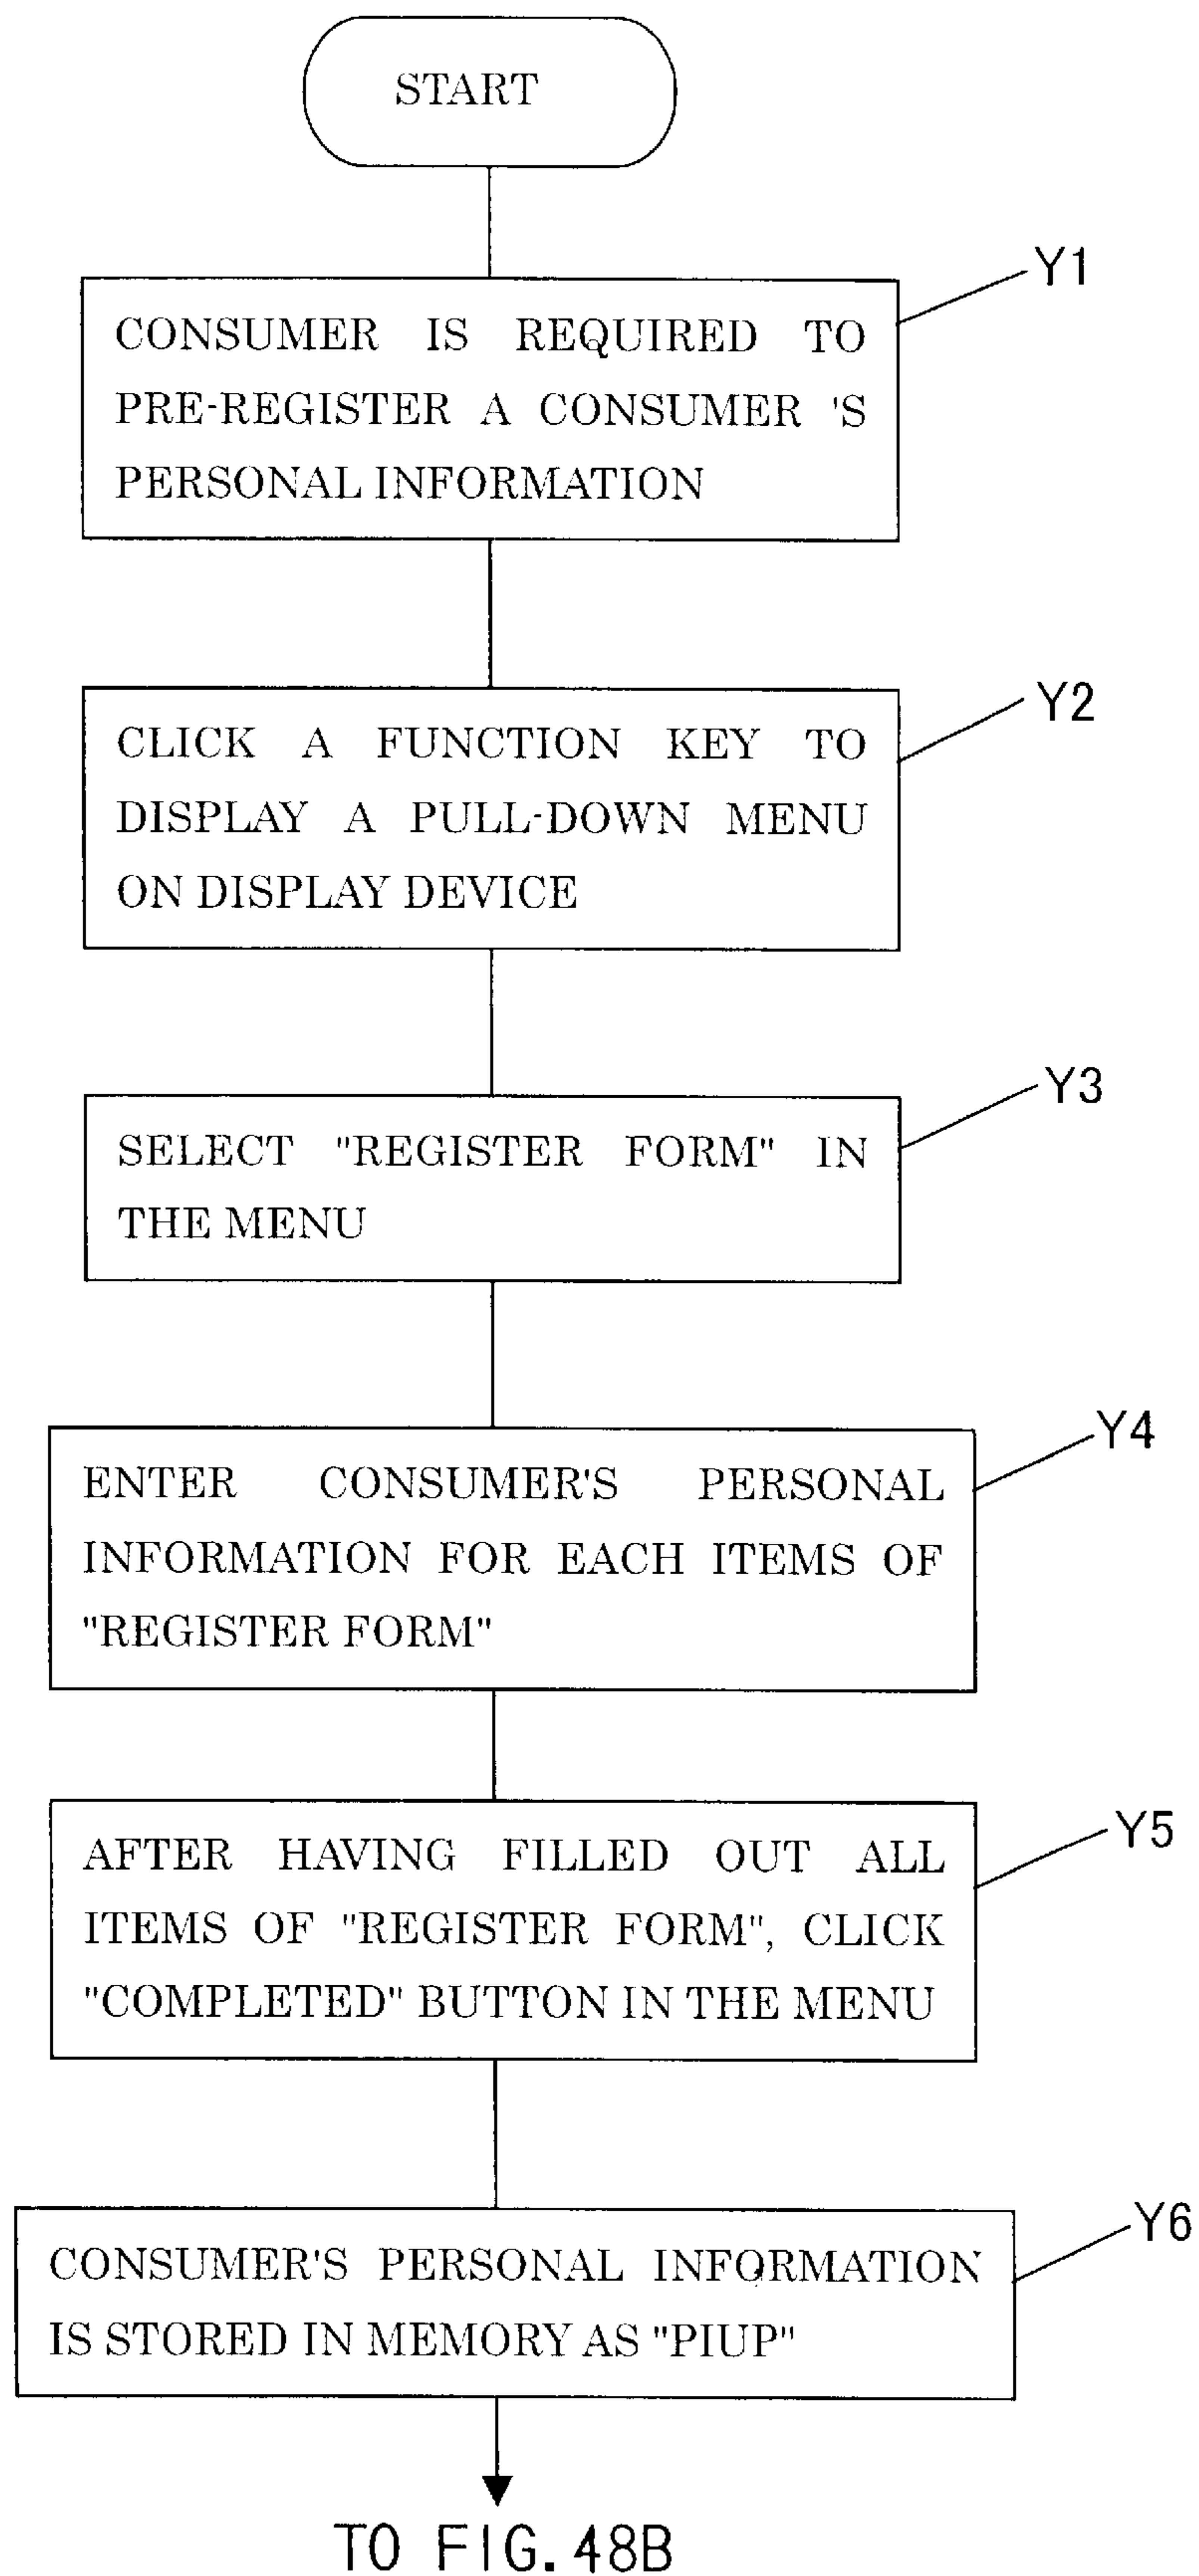 START
Y1
CONSUMER IS REQUIRED TO
PRE-REGISTER A CONSUMER 'S
PERSONAL INFORMATION
Y2
CLICK A FUNCTION KEY TO
DISPLAY A PULL-DOWN MENU
ON DISPLAY DEVICE
Y3
SELECT "REGISTER FORM" IN
THE MENU
Y4
ENTER CONSUMER'S PERSONAL
INFORMATION FOR EACH ITEMS OF
"REGISTER FORM"
Y5
AFTER HAVING FILLED OUT ALL
ITEMS OF "REGISTER FORM", CLICK
"COMPLETED" BUTTON IN THE MENU
Y6
CONSUMER'S PERSONAL INFORMATION
IS STORED IN MEMORY AS "PIUP"
TO FIG. 48B